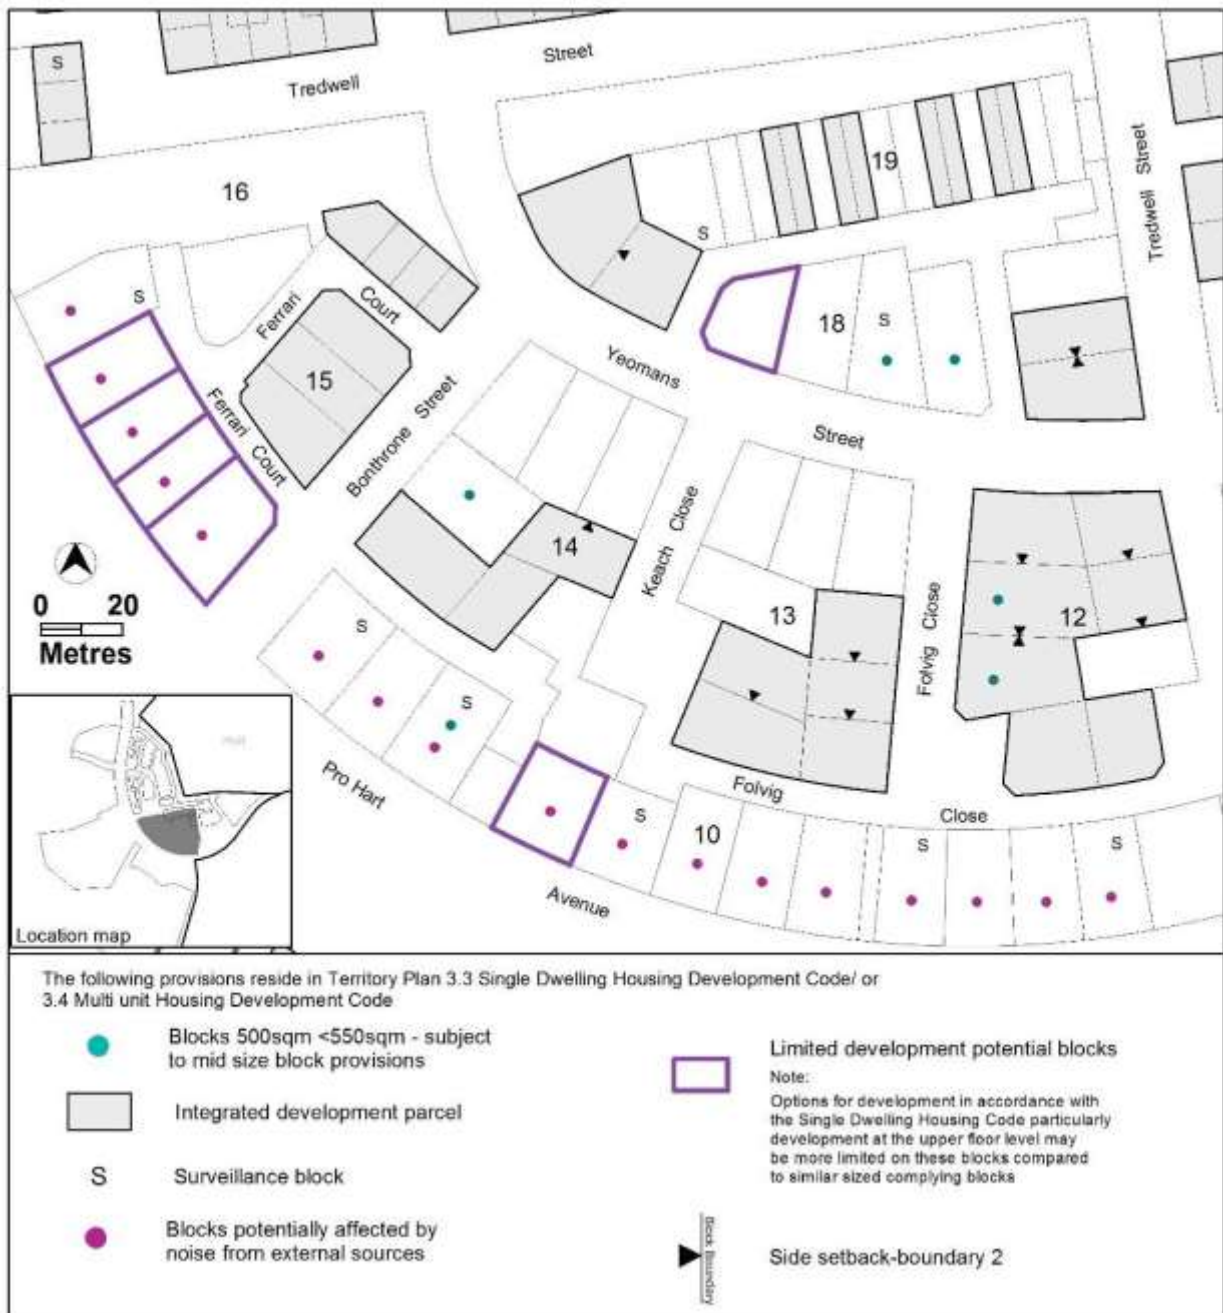 Street
S
Tredwell
16
19
Tredwell Street
S
S
Ferrari Court
18
S
15
Yeomans
Bonthrone Street
Ferrari Court
Street
Keach Close
14
13
Folvig Close
12
0 20
Metres
S
S
Pro Hart
Folvig
Close
S
10
S
S
Avenue
Location map
The following provisions reside in Territory Plan 3.3 Single Dwelling Housing Development Code/ or
3.4 Multi unit Housing Development Code
Blocks 500sqm <550sqm - subject
to mid size block provisions
Integrated development parcel
S Surveillance block
Blocks potentially affected by
noise from external sources
Limited development potential blocks
Note:
Options for development in accordance with
the Single Dwelling Housing Code particularly
development at the upper floor level may
be more limited on these blocks compared
to similar sized complying blocks
Block Boundary
Side setback-boundary 2